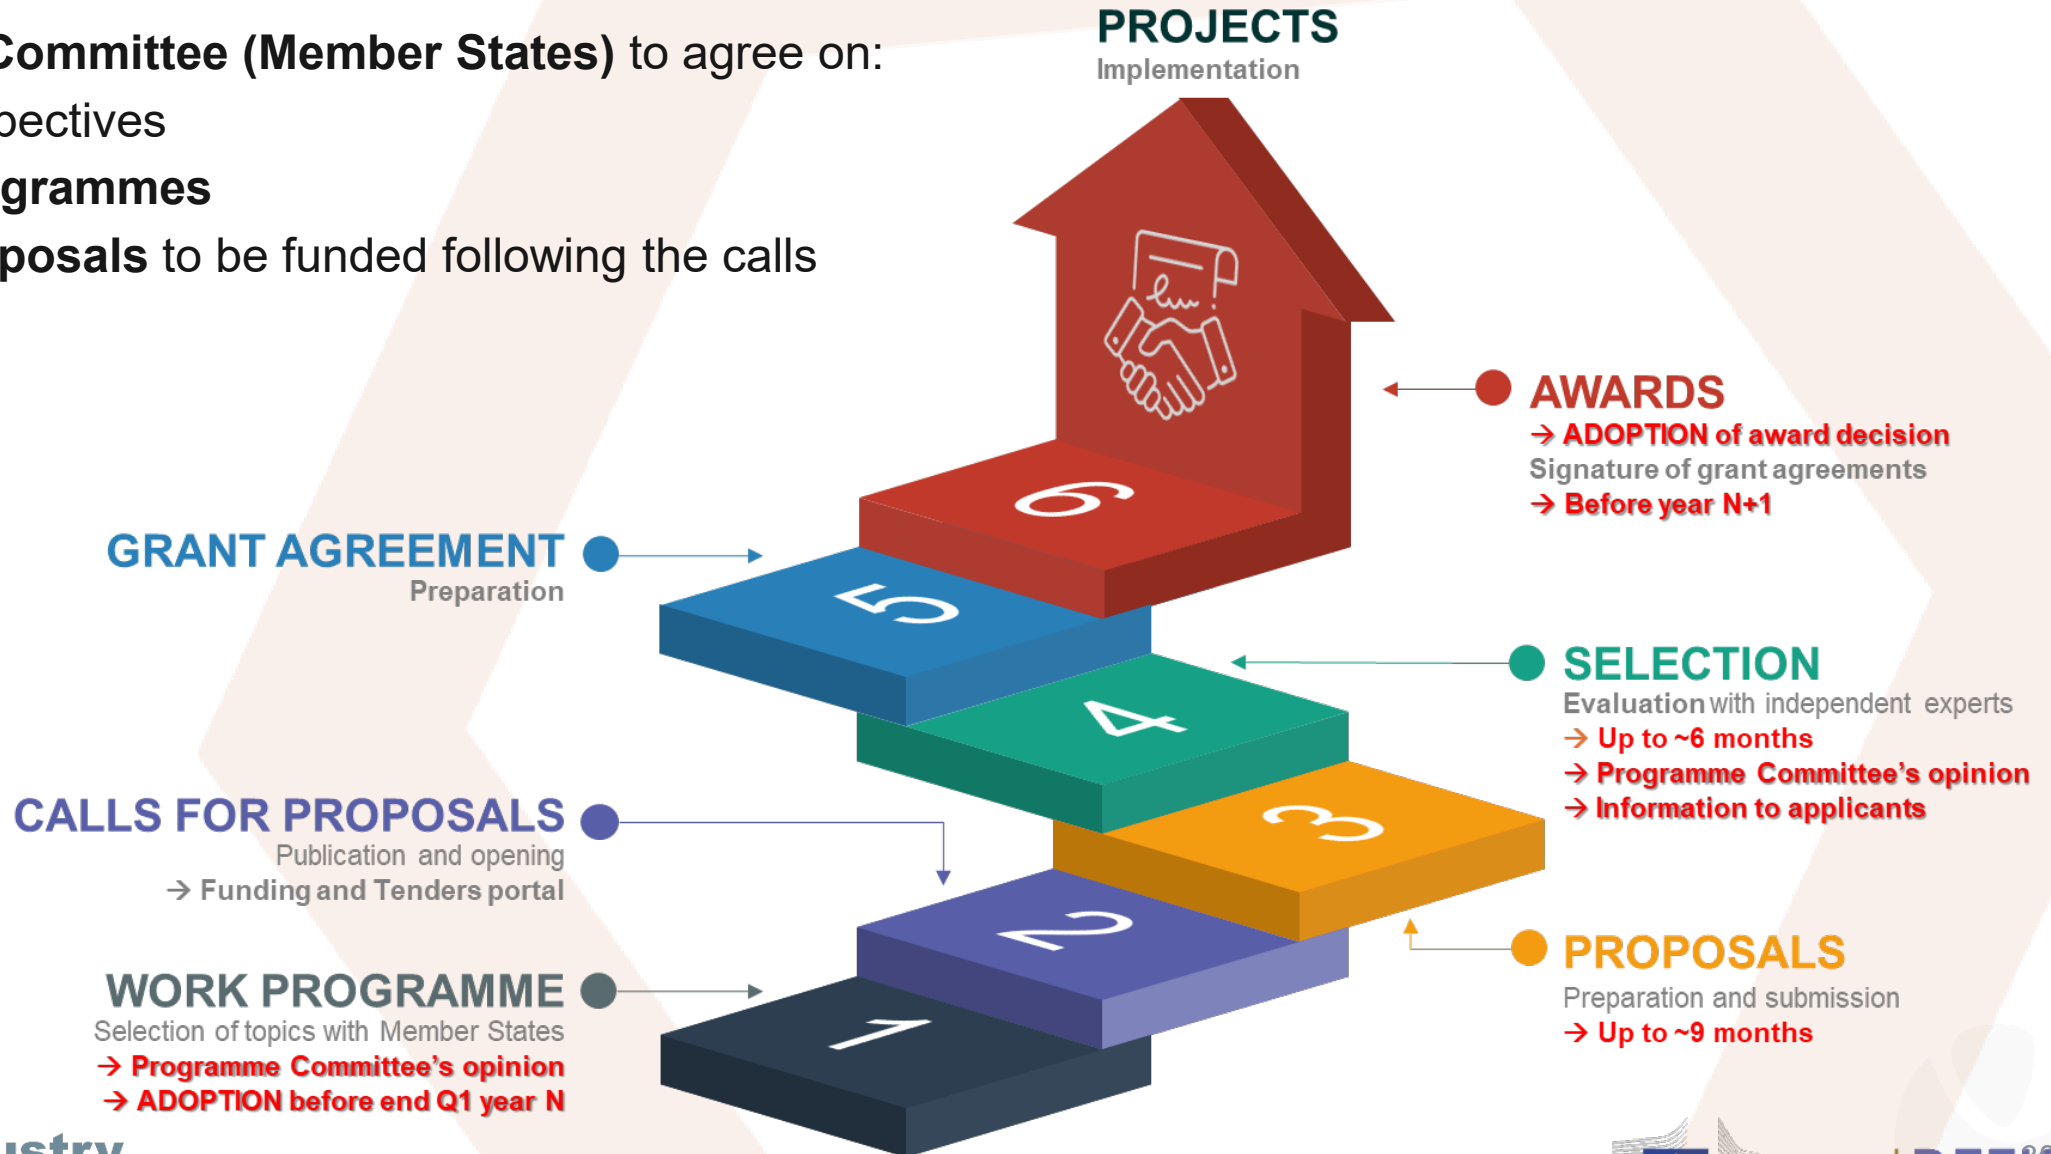 Committee (Member States) to agree on:
pectives
grammes
posals to be funded following the calls
PROJECTS
Implementation
AWARDS
→ ADOPTION of award decision
Signature of grant agreements
→ Before year N+1
6
GRANT AGREEMENT
Preparation
5
SELECTION
Evaluation with independent experts
→ Up to ~6 months
→ Programme Committee's opinion
→ Information to applicants
4
CALLS FOR PROPOSALS
Publication and opening
→ Funding and Tenders portal
3
2
PROPOSALS
Preparation and submission
→ Up to ~9 months
WORK PROGRAMME
Selection of topics with Member States
→ Programme Committee's opinion
→ ADOPTION before end Q1 year N
1
ustry